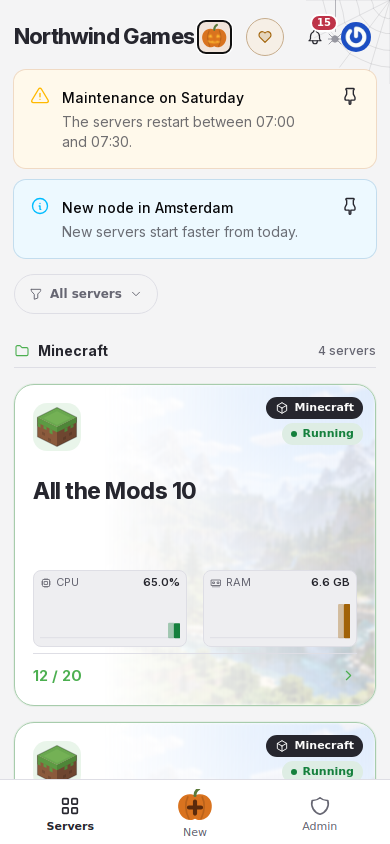 Northwind Games
15
Maintenance on Saturday
The servers restart between 07:00
and 07:30.
New node in Amsterdam
New servers start faster from today.
All servers
Minecraft
4 servers
Minecraft
Running
All the Mods 10
CPU
65.0%
RAM
6.6 GB
12 / 20
Minecraft
Running
Servers
New
Admin